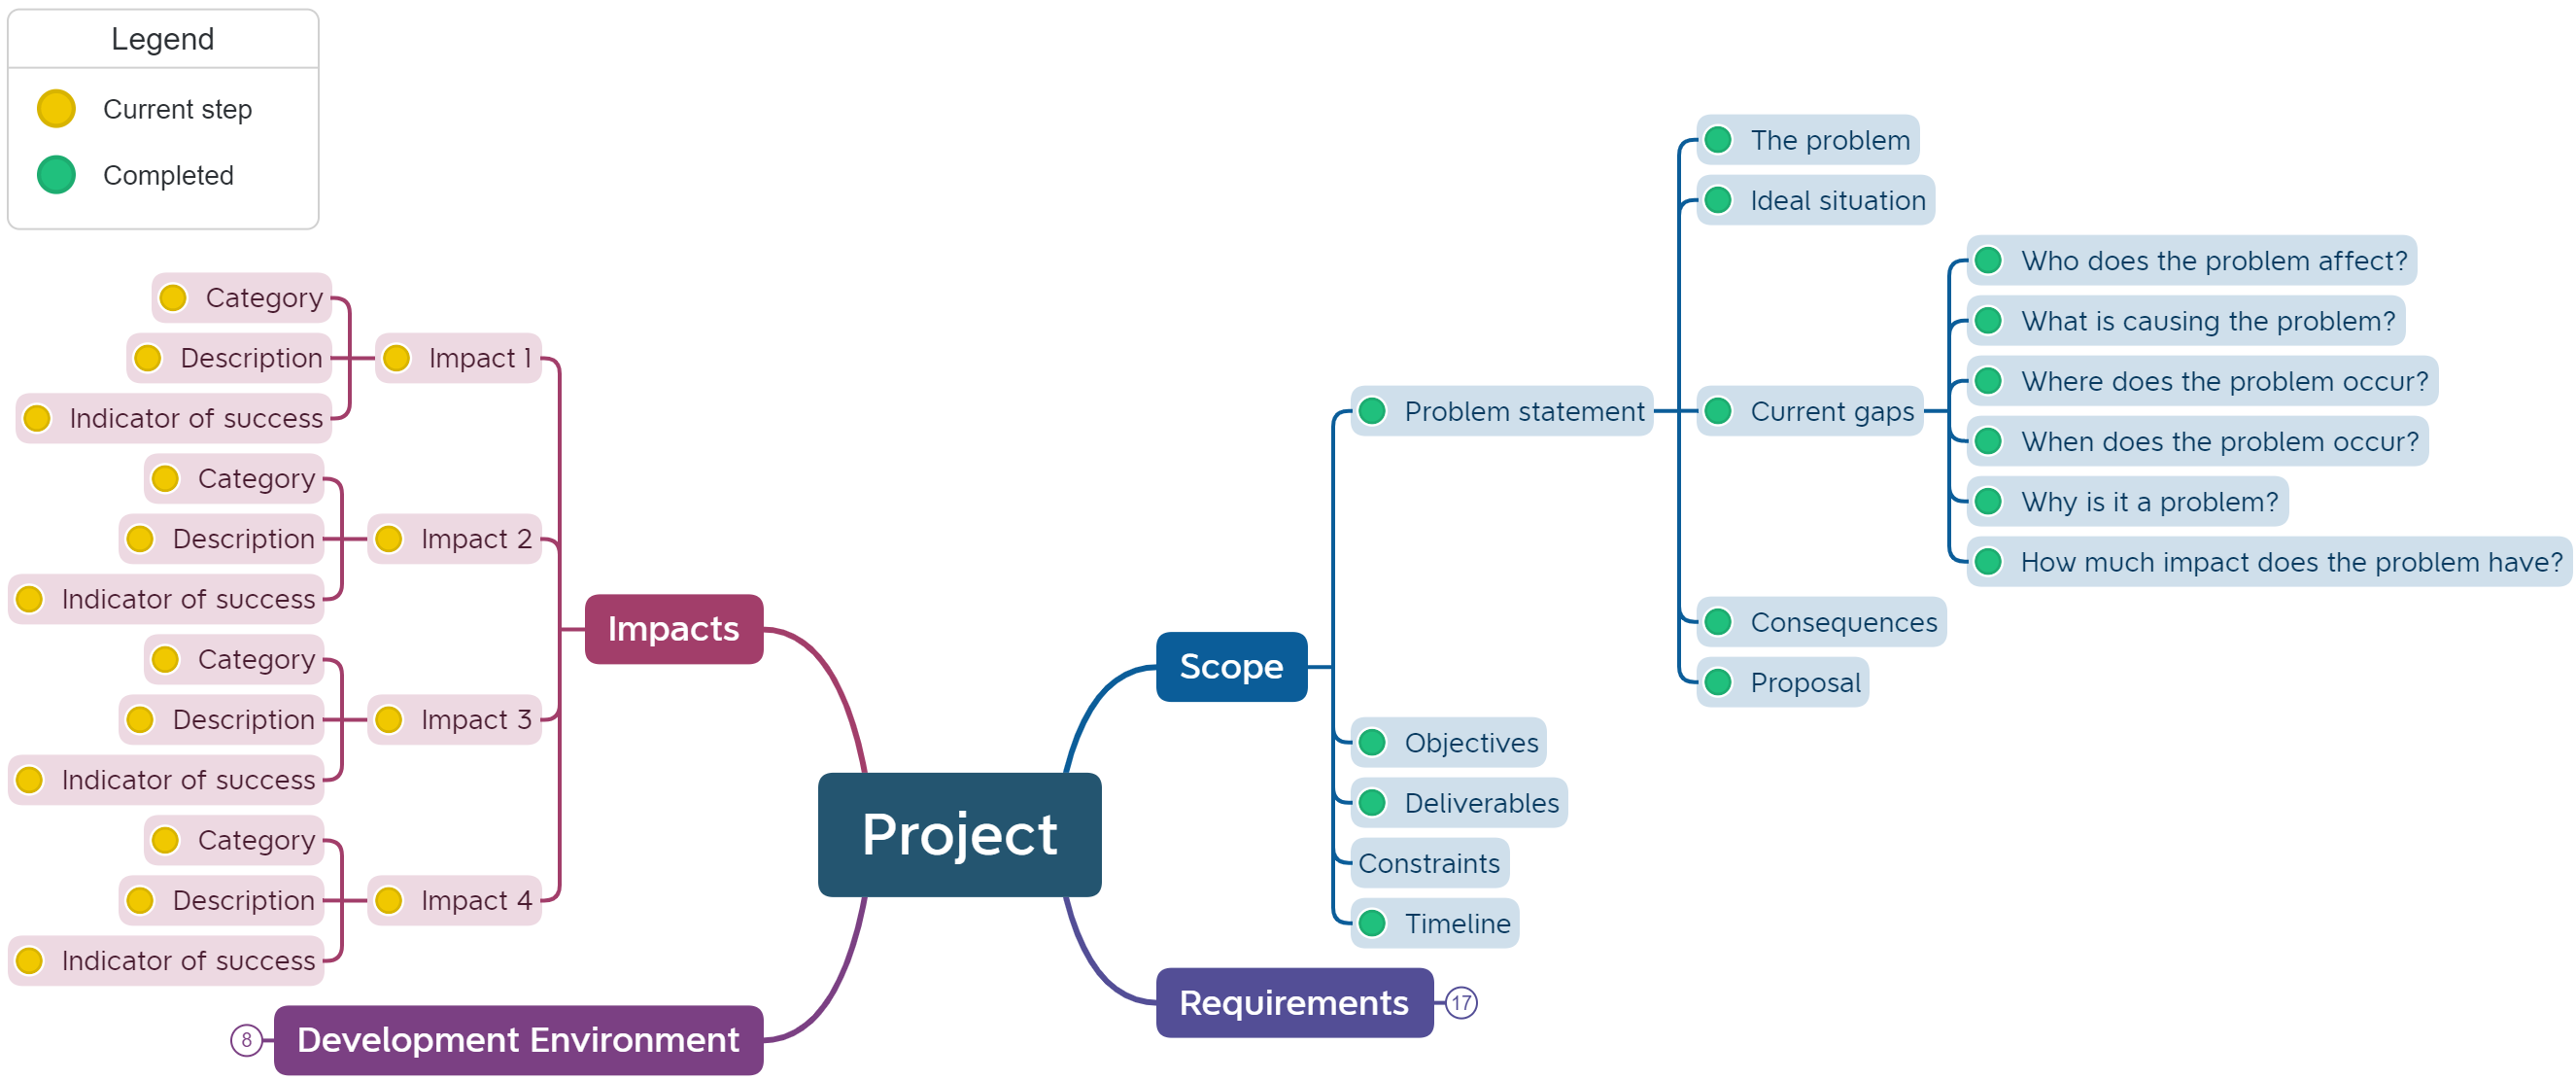 Legend
Current step
Completed
Category
Description
Indicator of success
Impact 1
Category
Description
Indicator of success
Impact 2
Category
Description
Indicator of success
Impact 3
Category
Description
Indicator of success
Impact 4
Impacts
Development Environment
8
Project
Scope
Problem statement
The problem
Ideal situation
Current gaps
Who does the problem affect?
What is causing the problem?
Where does the problem occur?
When does the problem occur?
Why is it a problem?
How much impact does the problem have?
Consequences
Proposal
Objectives
Deliverables
Constraints
Timeline
Requirements
17